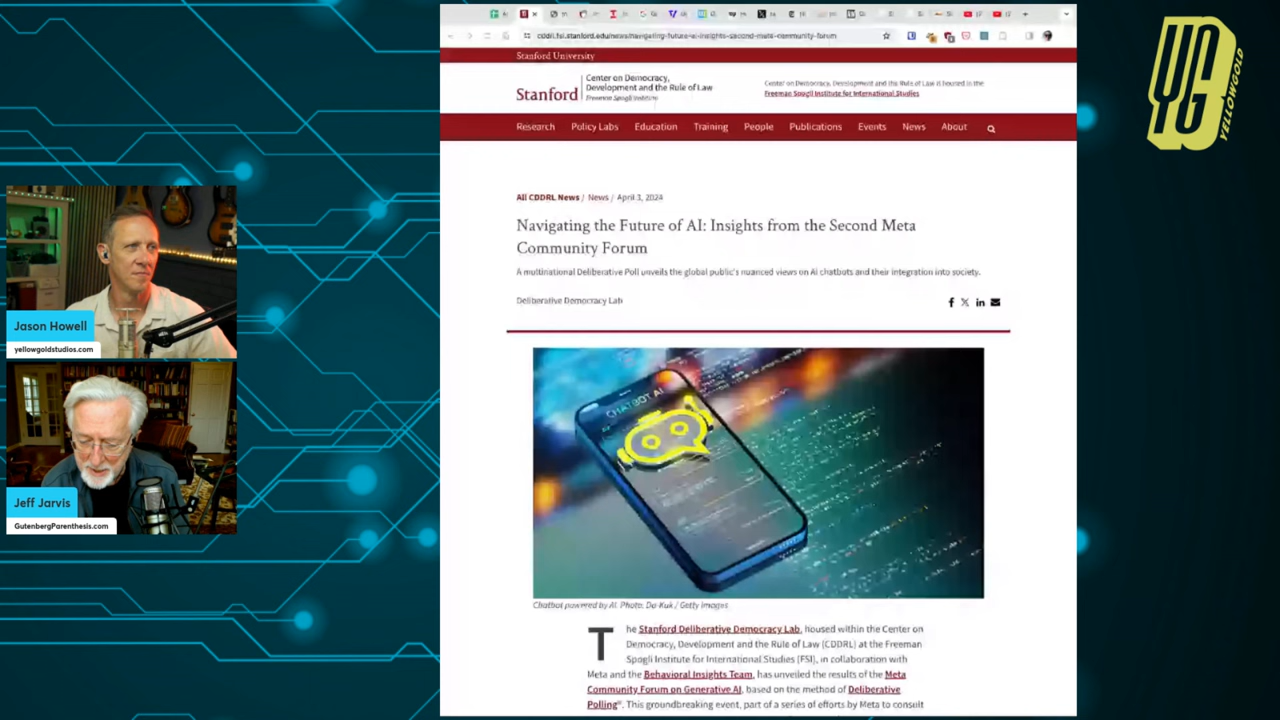 cddrl.fsi.stanford.edu/news/navigating-future-ai-insights-second-meta-community-forum
Stanford University
Stanford
Center on Democracy,
Development and the Rule of Law
Freeman Spogli Institute
Center on Democracy, Development and the Rule of Law is housed in the
Freeman Spogli Institute for International Studies
Research Policy Labs Education Training People Publications Events News About
All CDDRL News / News / April 3, 2024
Navigating the Future of AI: Insights from the Second Meta
Community Forum
A multinational Deliberative Poll unveils the global public's nuanced views on AI chatbots and their integration into society.
Deliberative Democracy Lab
CHATBOT AI
Chatbot powered by AI. Photo: Da-Kuk / Getty Images
The Stanford Deliberative Democracy Lab, housed within the Center on
Democracy, Development and the Rule of Law (CDDRL) at the Freeman
Spogli Institute for International Studies (FSI), in collaboration with
Meta and the Behavioral Insights Team, has unveiled the results of the Meta
Community Forum on Generative AI, based on the method of Deliberative
Polling®. This groundbreaking event, part of a series of efforts by Meta to consult
Jason Howell
yellowgoldstudios.com
Jeff Jarvis
GutenbergParenthesis.com
YG
YELLOWGOLD